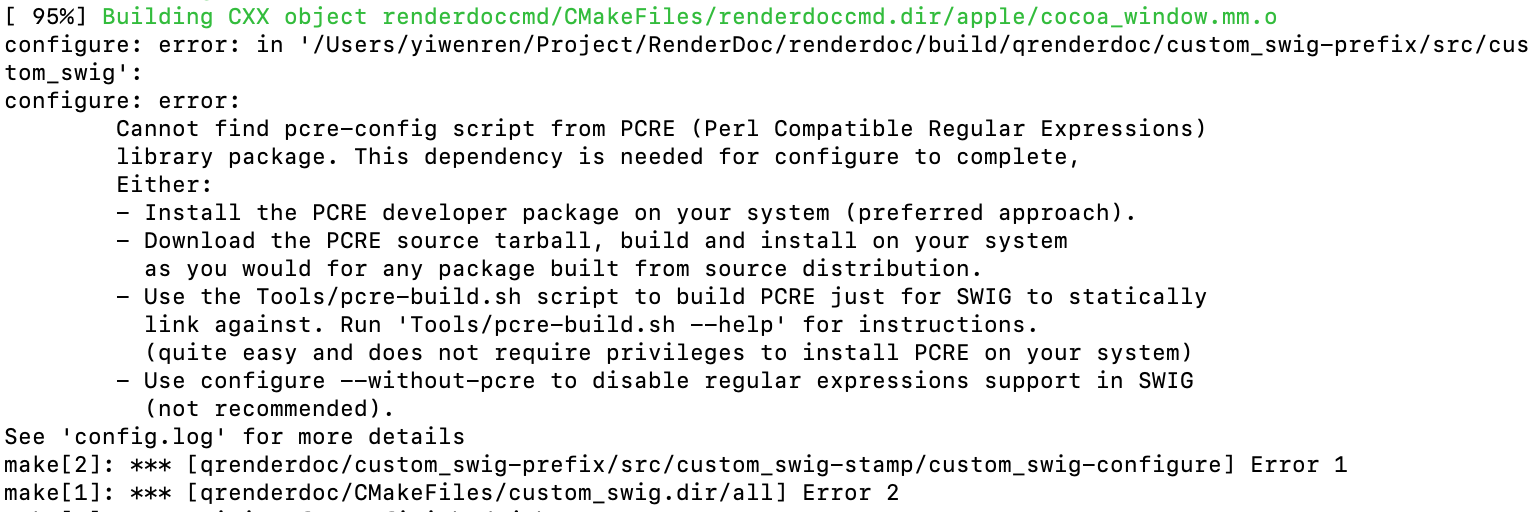 [ 95%] Building CXX object renderdoccmd/CMakeFiles/renderdoccmd.dir/apple/cocoa_window.mm.o
configure: error: in '/Users/yiwenren/Project/RenderDoc/renderdoc/build/qrenderdoc/custom_swig-prefix/src/cus
tom_swig':
configure: error:
        Cannot find pcre-config script from PCRE (Perl Compatible Regular Expressions)
        library package. This dependency is needed for configure to complete,
        Either:
        - Install the PCRE developer package on your system (preferred approach).
        - Download the PCRE source tarball, build and install on your system
          as you would for any package built from source distribution.
        - Use the Tools/pcre-build.sh script to build PCRE just for SWIG to statically
          link against. Run 'Tools/pcre-build.sh --help' for instructions.
          (quite easy and does not require privileges to install PCRE on your system)
        - Use configure --without-pcre to disable regular expressions support in SWIG
          (not recommended).
See 'config.log' for more details
make[2]: *** [qrenderdoc/custom_swig-prefix/src/custom_swig-stamp/custom_swig-configure] Error 1
make[1]: *** [qrenderdoc/CMakeFiles/custom_swig.dir/all] Error 2